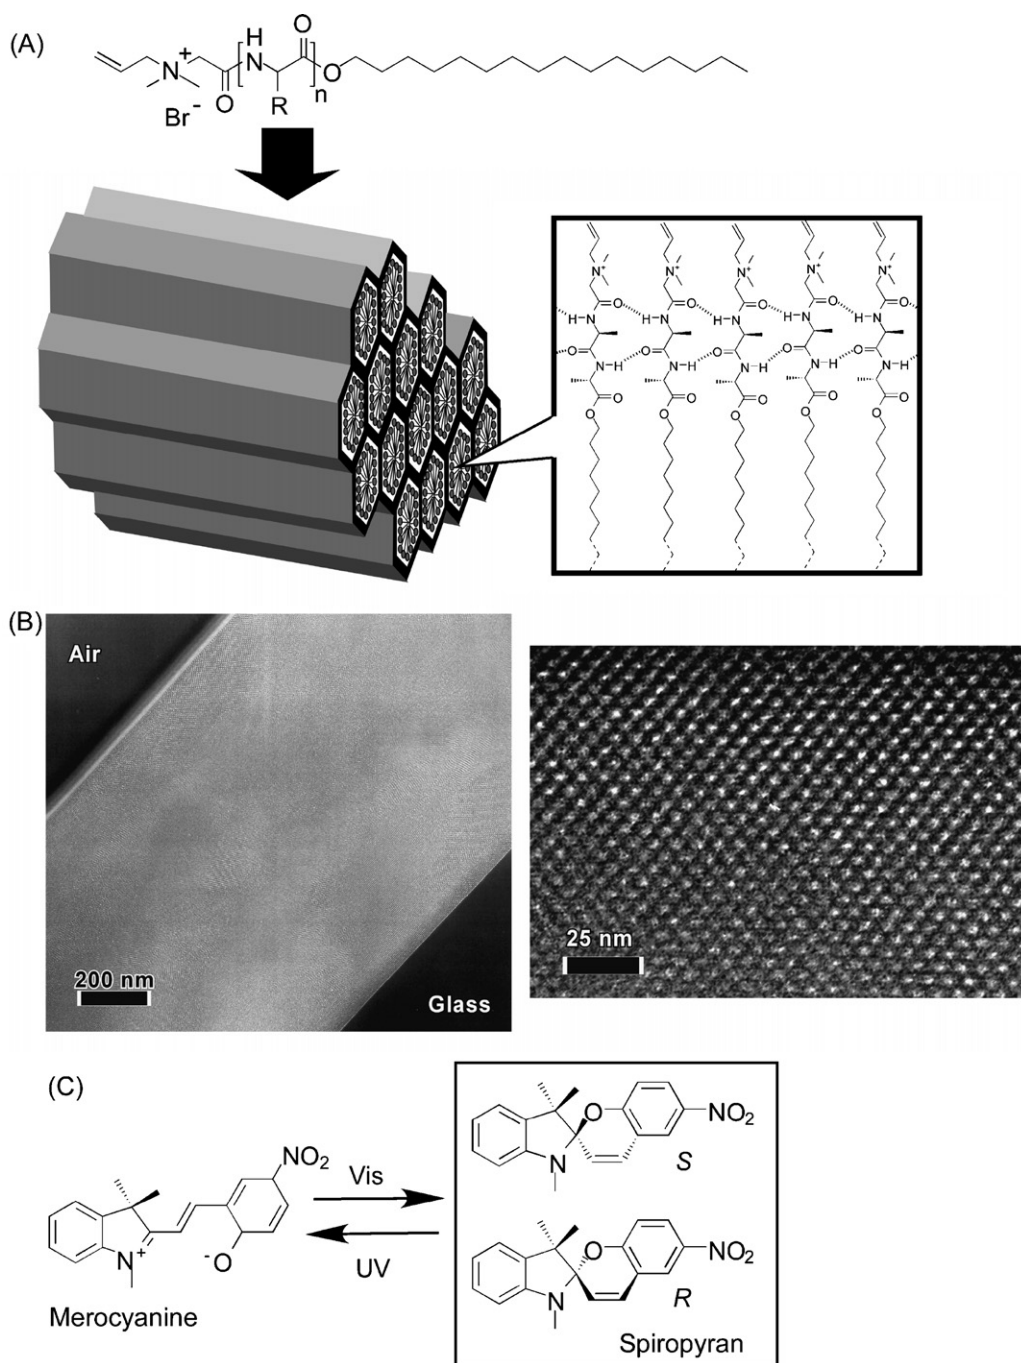 (A)
H
N
O
N
+
O
R
n
O
Br-
N+
N+
N+
N+
N+
O
O
O
O
O
H-N
H-N
H-N
H-N
H-N
O
O
O
O
O
N-H
N-H
N-H
N-H
N-H
O
O
O
O
O
O
O
O
O
O
(B)
Air
200 nm
Glass
25 nm
(C)
NO2
N
+
-O
Merocyanine
Vis
UV
O
NO2
N
S
O
NO2
N
R
Spiropyran